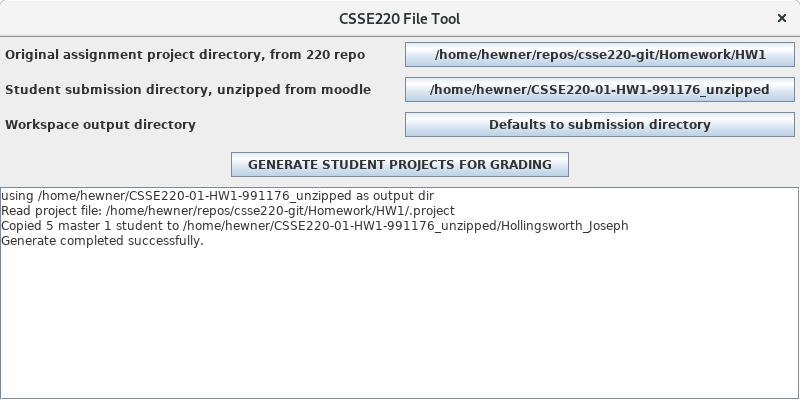 CSSE220 File Tool
Original assignment project directory, from 220 repo
/home/hewner/repos/csse220-git/Homework/HW1
Student submission directory, unzipped from moodle
/home/hewner/CSSE220-01-HW1-991176_unzipped
Workspace output directory
Defaults to submission directory
GENERATE STUDENT PROJECTS FOR GRADING
using /home/hewner/CSSE220-01-HW1-991176_unzipped as output dir
Read project file: /home/hewner/repos/csse220-git/Homework/HW1/.project
Copied 5 master 1 student to /home/hewner/CSSE220-01-HW1-991176_unzipped/Hollingsworth_Joseph
Generate completed successfully.